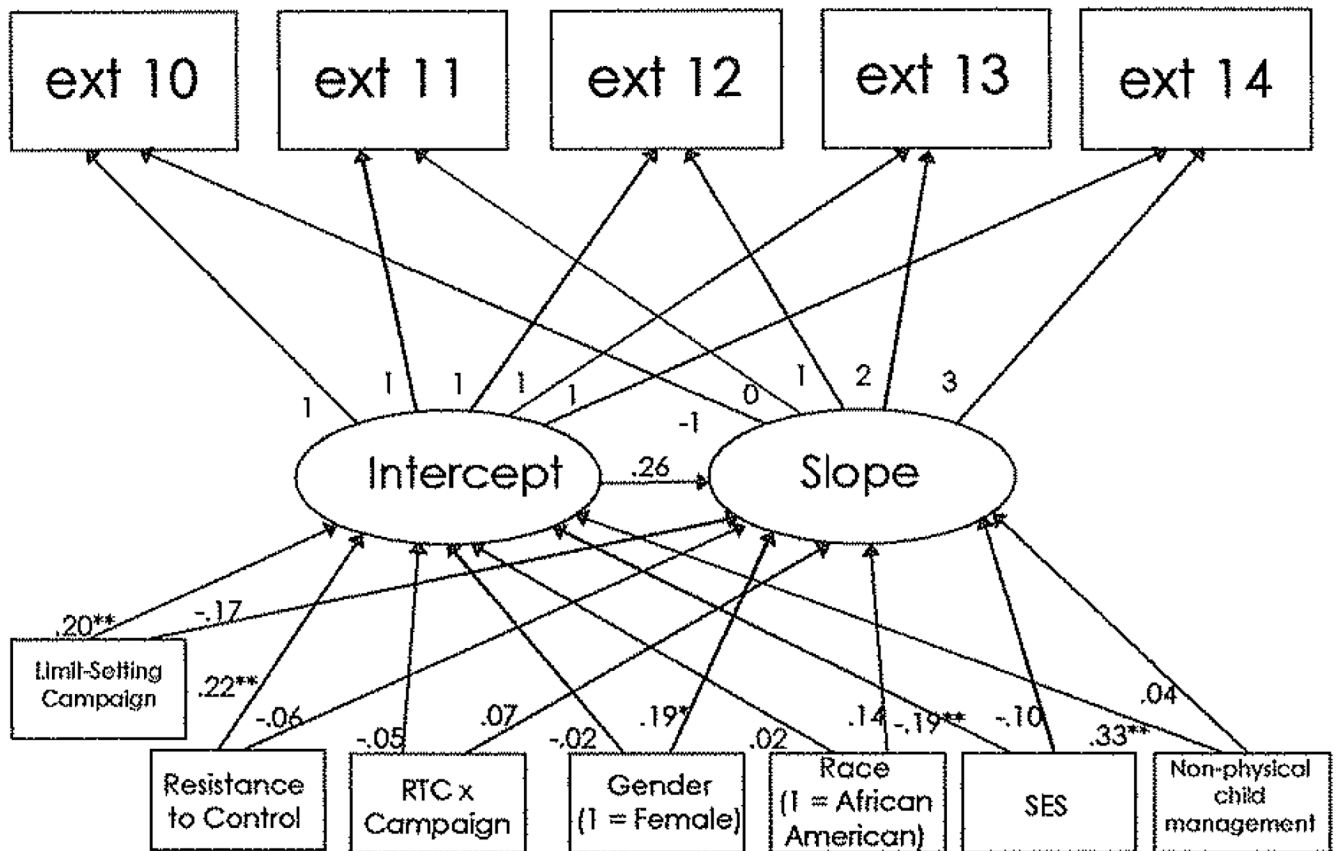 ext 10
ext 11
ext 12
ext 13
ext 14
1
1
1
1
1
-1
0
1
2
3
Intercept
.26
Slope
.20**
-.17
Limit-Setting
Campaign
.22**
-.06
-.05
.07
-.02
.19*
.02
.14
-.19**
-.10
.33**
.04
Resistance
to Control
RTC x
Campaign
Gender
(1 = Female)
Race
(1 = African
American)
SES
Non-physical
child
management